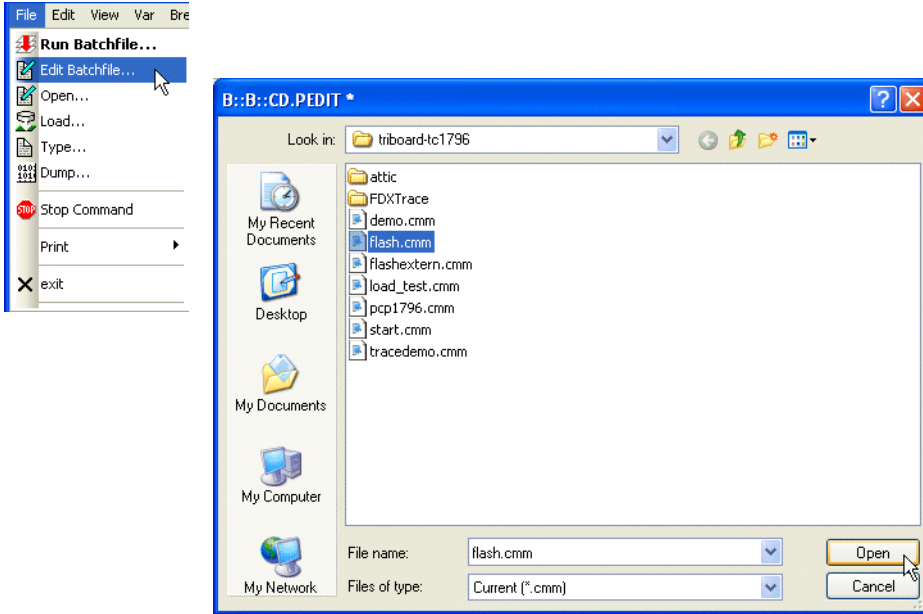 File Edit View Var Bre
Run Batchfile...
Edit Batchfile...
Open...
Load...
Type...
Dump...
STOP Stop Command
Print
exit
B::B::CD.PEDIT *
Look in: triboard-tc1796
My Recent
Documents
Desktop
My Documents
My Computer
My Network
attic
FDXTrace
demo.cmm
flash.cmm
flashextern.cmm
load_test.cmm
pcp1796.cmm
start.cmm
tracedemo.cmm
File name: flash.cmm Open
Files of type: Current (*.cmm) Cancel